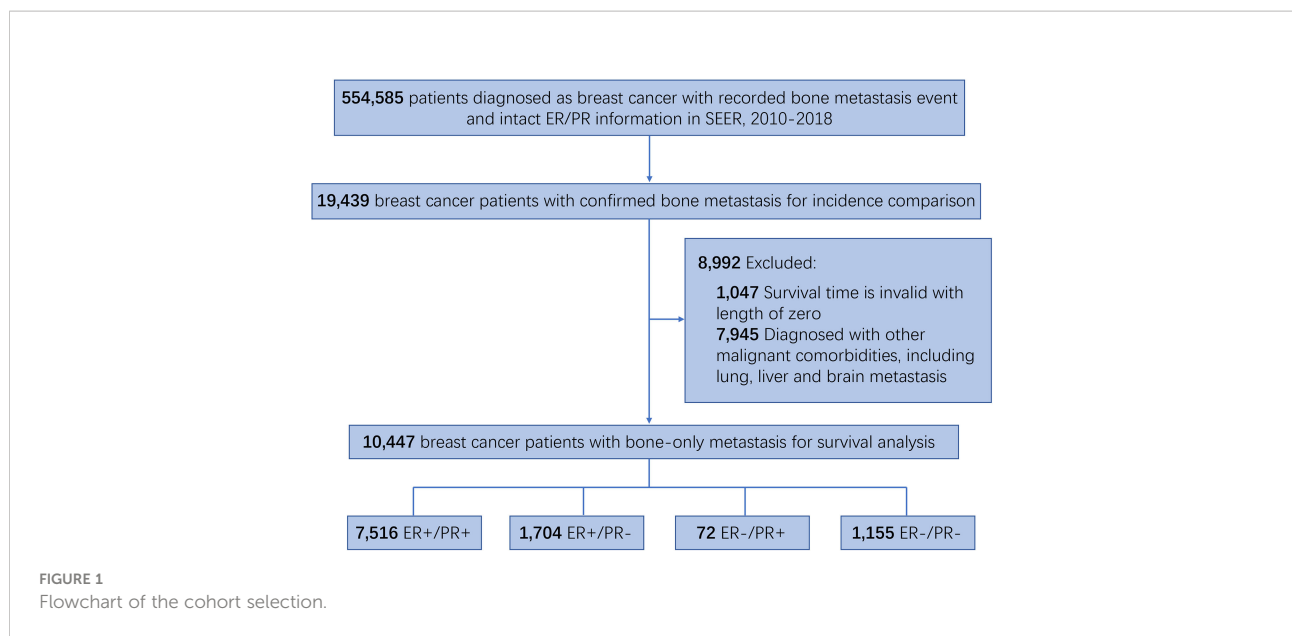 554,585 patients diagnosed as breast cancer with recorded bone metastasis event
and intact ER/PR information in SEER, 2010-2018
19,439 breast cancer patients with confirmed bone metastasis for incidence comparison
8,992 Excluded:
1,047 Survival time is invalid with
length of zero
7,945 Diagnosed with other
malignant comorbidities, including
lung, liver and brain metastasis
10,447 breast cancer patients with bone-only metastasis for survival analysis
7,516 ER+/PR+
1,704 ER+/PR-
72 ER-/PR+
1,155 ER-/PR-
FIGURE 1
Flowchart of the cohort selection.